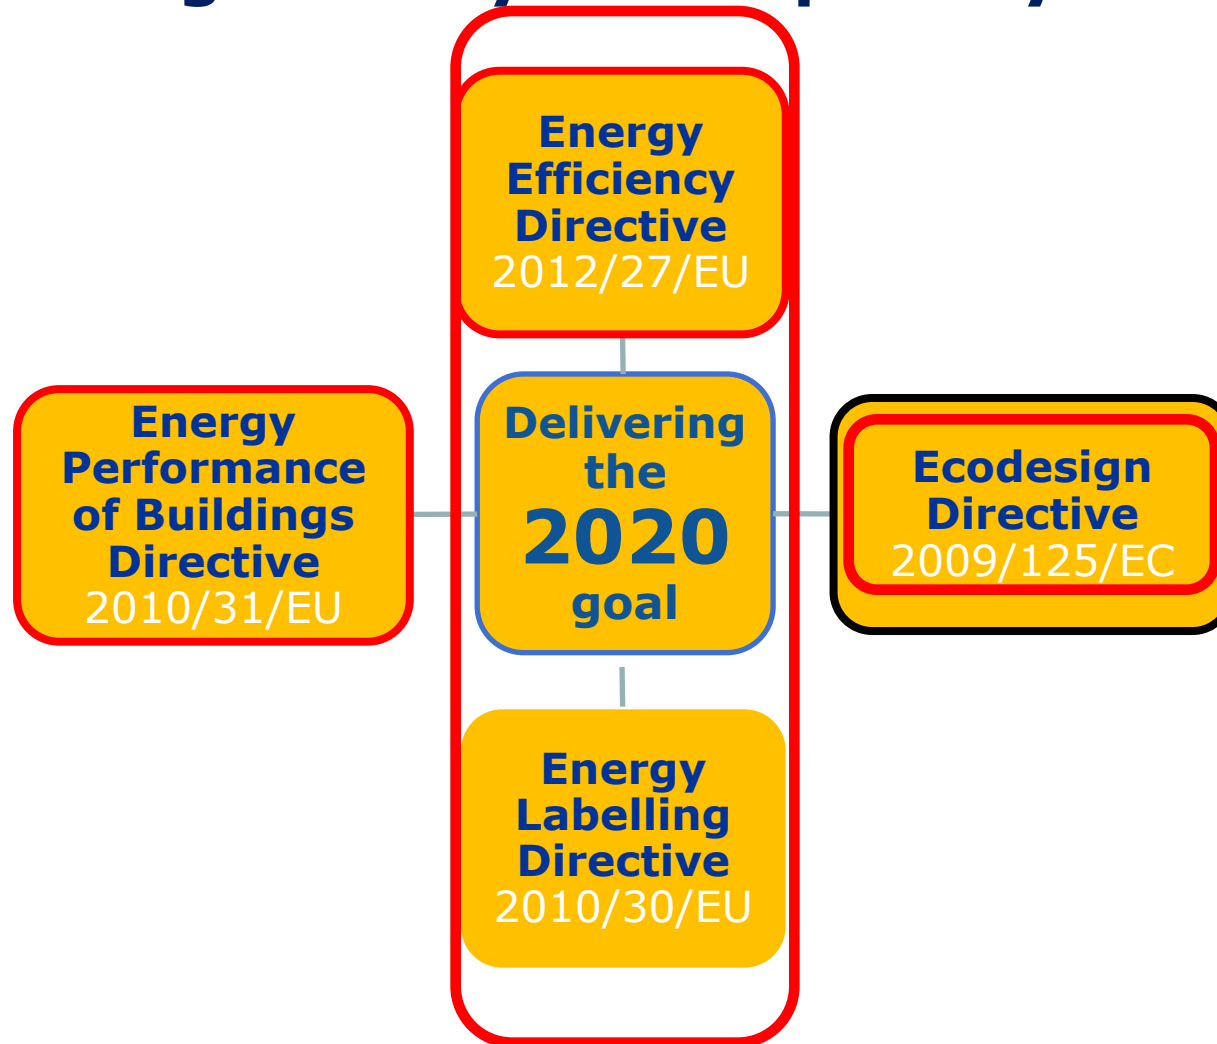 Energy
Efficiency
Directive
2012/27/EU
Energy
Performance
of Buildings
Directive
2010/31/EU
Delivering
the
2020
goal
Ecodesign
Directive
2009/125/EC
Energy
Labelling
Directive
2010/30/EU